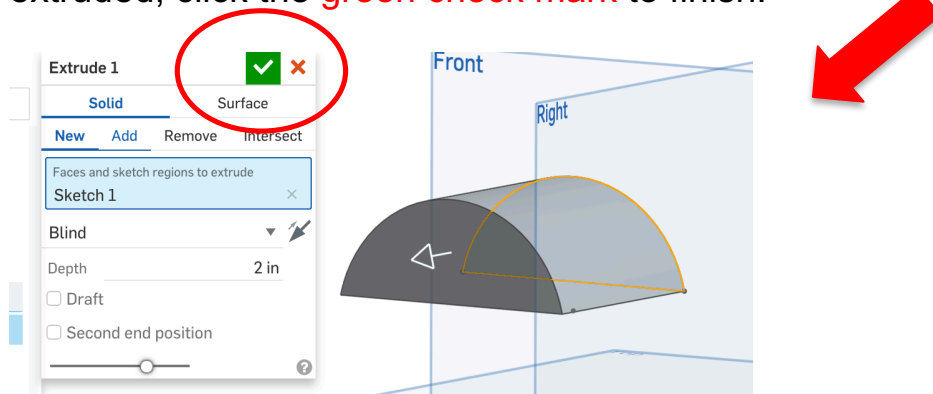 extruded, click the green check mark to finish.
Extrude 1
Solid Surface
New Add Remove Intersect
Faces and sketch regions to extrude
Sketch 1
Blind
Depth 2 in
Draft
Second end position
Front
Right